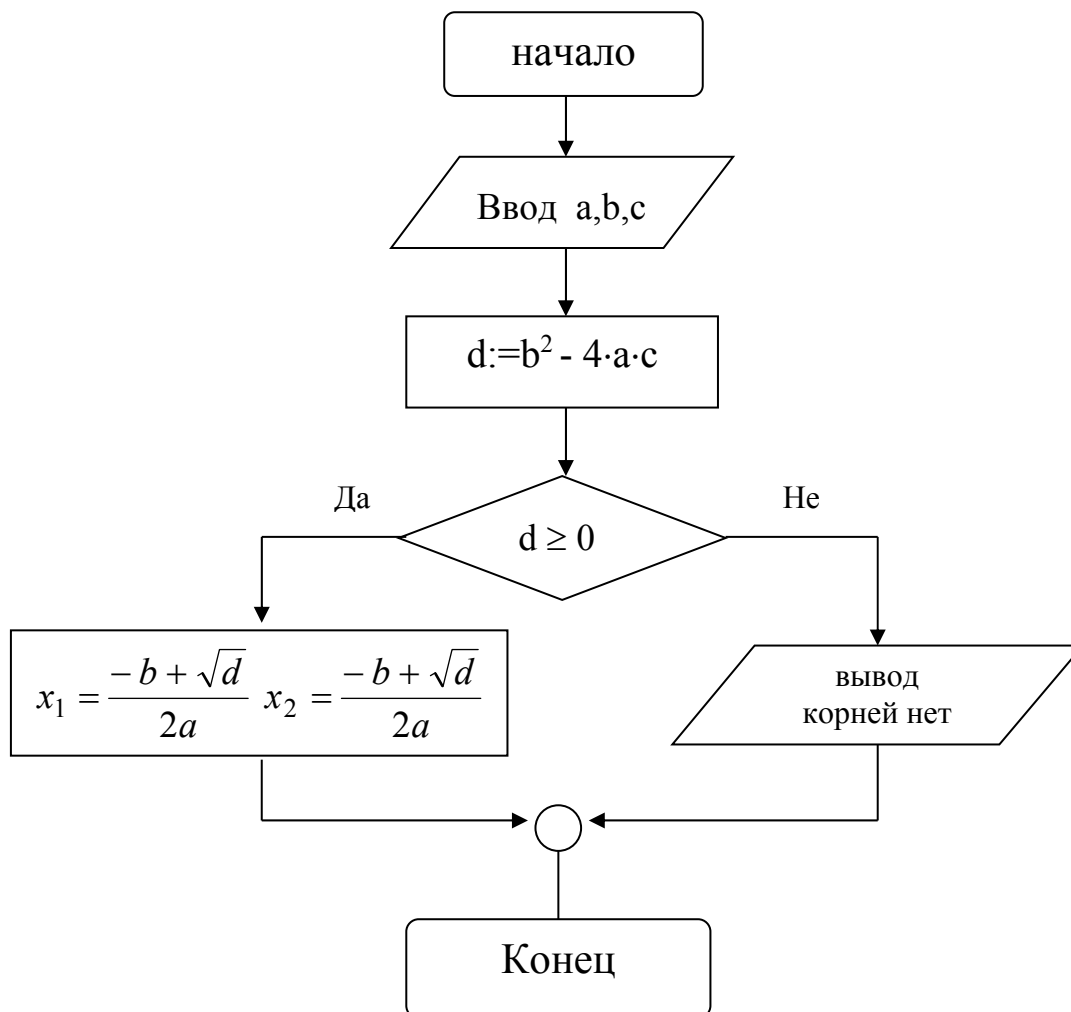 начало
Ввод a,b,c
d:=b² - 4·a·c
Да
Не
d ≥ 0
x₁ = (-b + √d)/2a x₂ = (-b + √d)/2a
вывод
корней нет
Конец